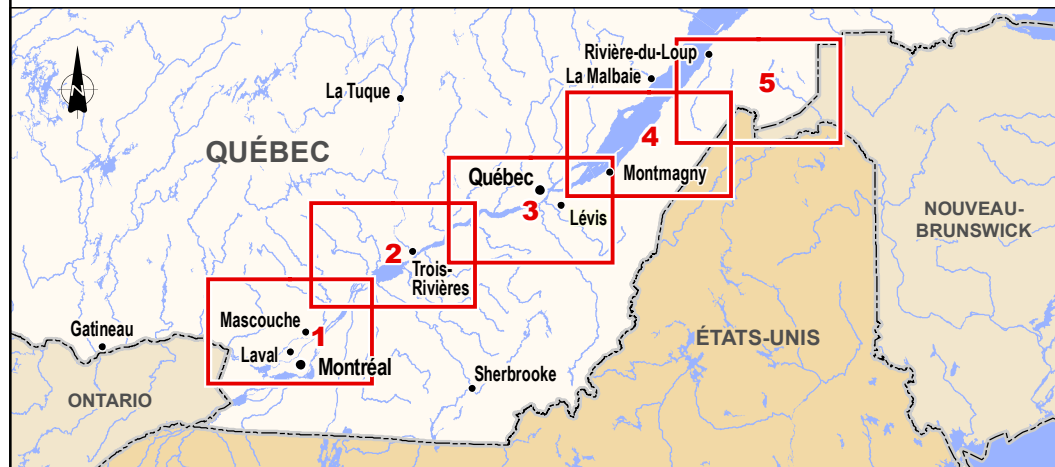 Rivière-du-Loup
La Malbaie
5
N
La Tuque
4
QUÉBEC
Québec
Montmagny
3
Lévis
NOUVEAU-
BRUNSWICK
2
Trois-
Rivières
Mascouche
1
Gatineau
Laval
Montréal
ÉTATS-UNIS
Sherbrooke
ONTARIO